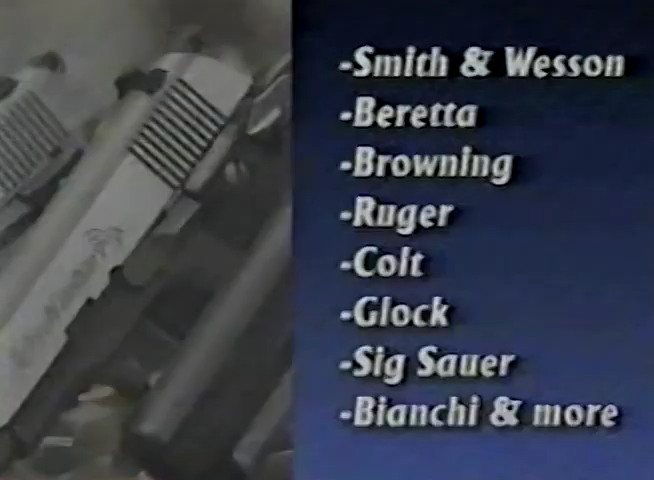 -Smith & Wesson
-Beretta
-Browning
-Ruger
-Colt
-Glock
-Sig Sauer
-Bianchi & more